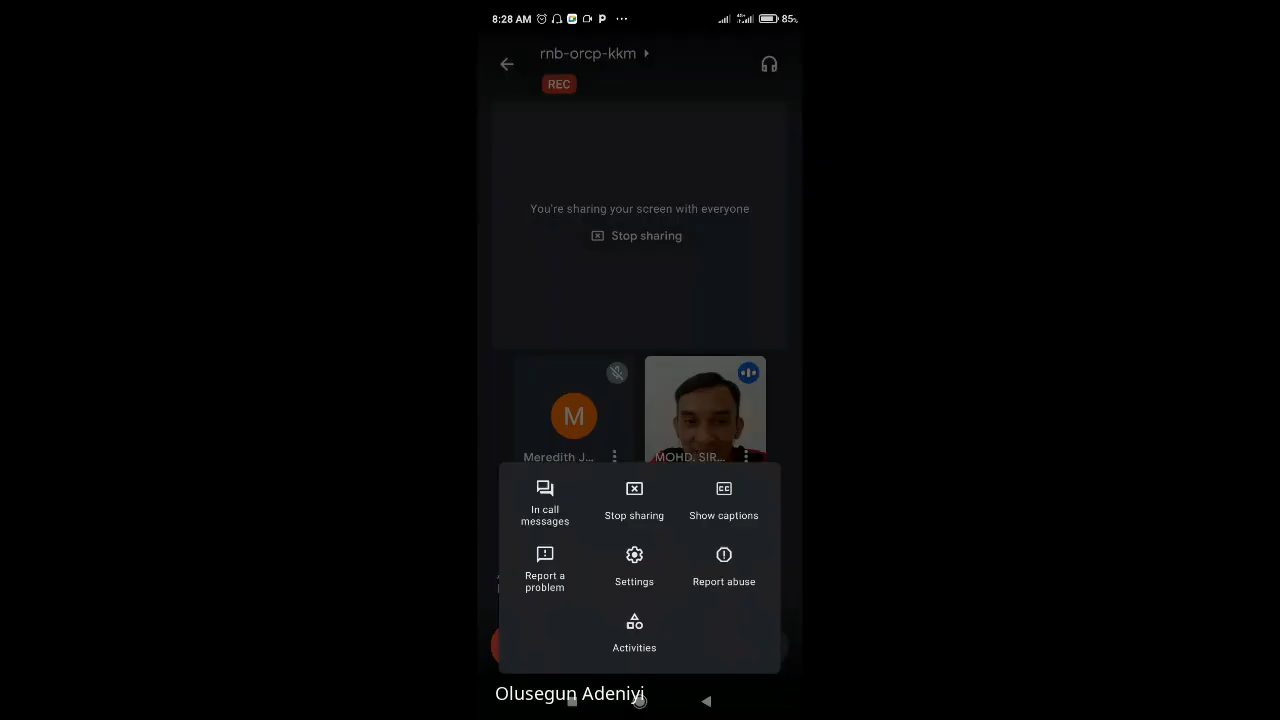 8:28 AM P ... 4G+ 85%
rnb-orcp-kkm
REC
You're sharing your screen with everyone
Stop sharing
M
Meredith J... MOHD. SIR...
In call messages
Stop sharing
Show captions
Report a problem
Settings
Report abuse
Activities
Olusegun Adeniyi